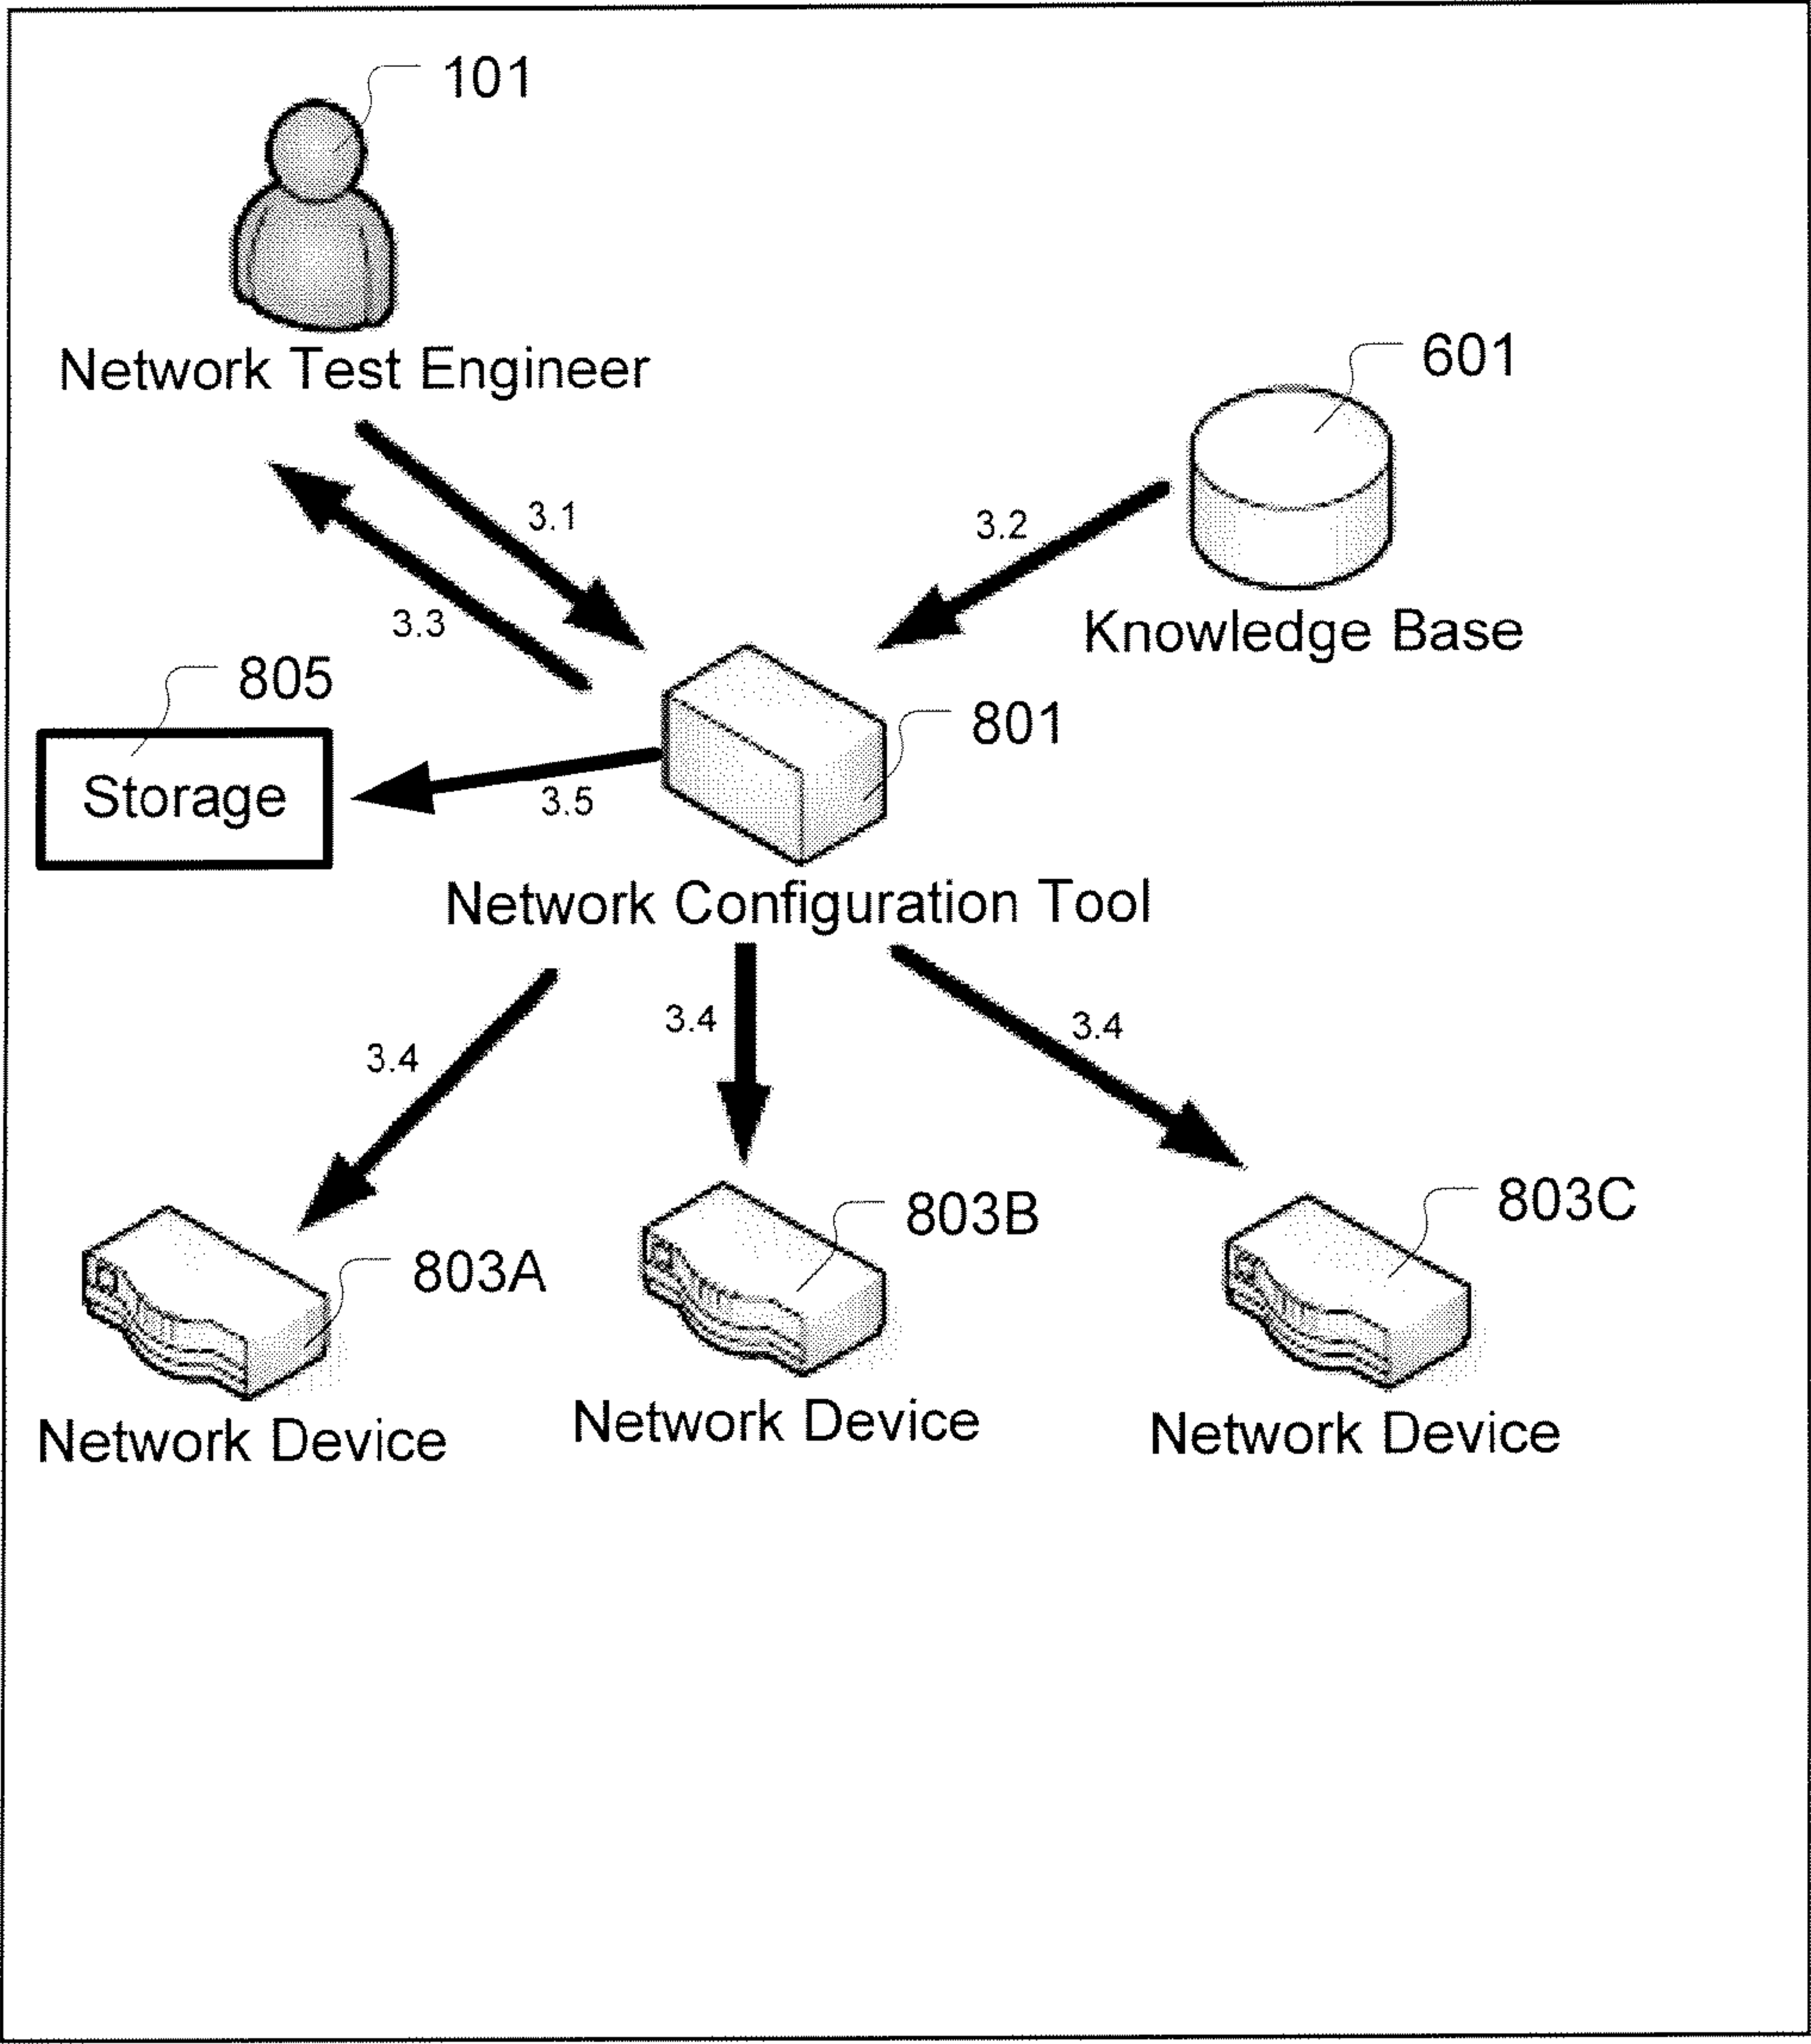 101
Network Test Engineer
601
3.1
3.2
3.3
Knowledge Base
805
801
Storage
3.5
Network Configuration Tool
3.4
3.4
3.4
803A
803B
803C
Network Device
Network Device
Network Device